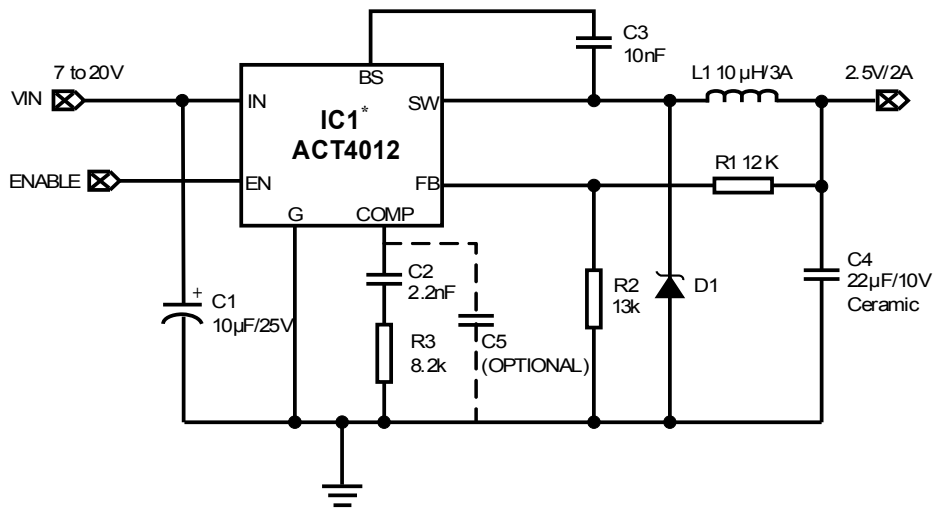 C3
10nF
7 to 20V
BS
L1 10 µH/3A
2.5V/2A
VIN
IN
IC1*
SW
ACT4012
ENABLE
EN
FB
R1 12 K
G
COMP
C2
2.2nF
R2
13k
D1
C4
22µF/10V
Ceramic
+
C1
10µF/25V
R3
8.2k
C5
(OPTIONAL)